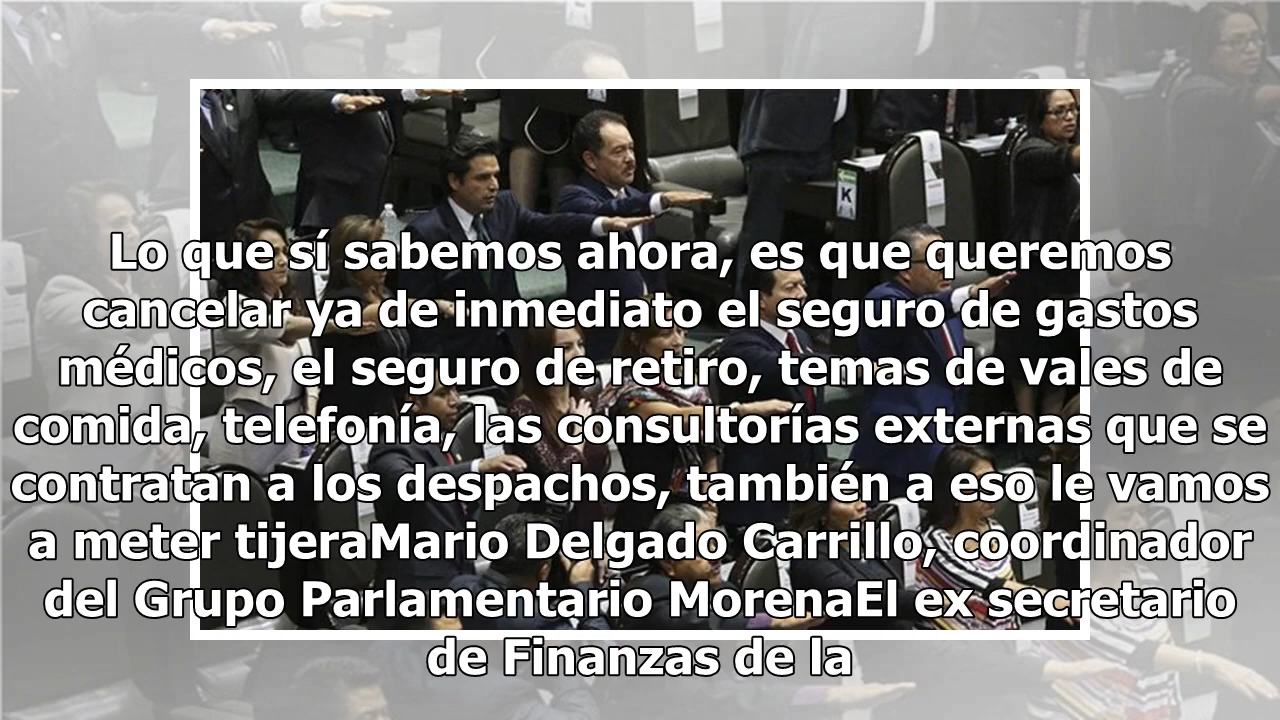 Lo que sí sabemos ahora, es que queremos
cancelar ya de inmediato el seguro de gastos
médicos, el seguro de retiro, temas de vales de
comida, telefonía, las consultorías externas que se
contratan a los despachos, también a eso le vamos
a meter tijeraMario Delgado Carrillo, coordinador
del Grupo Parlamentario MorenaEl ex secretario
de Finanzas de la
K